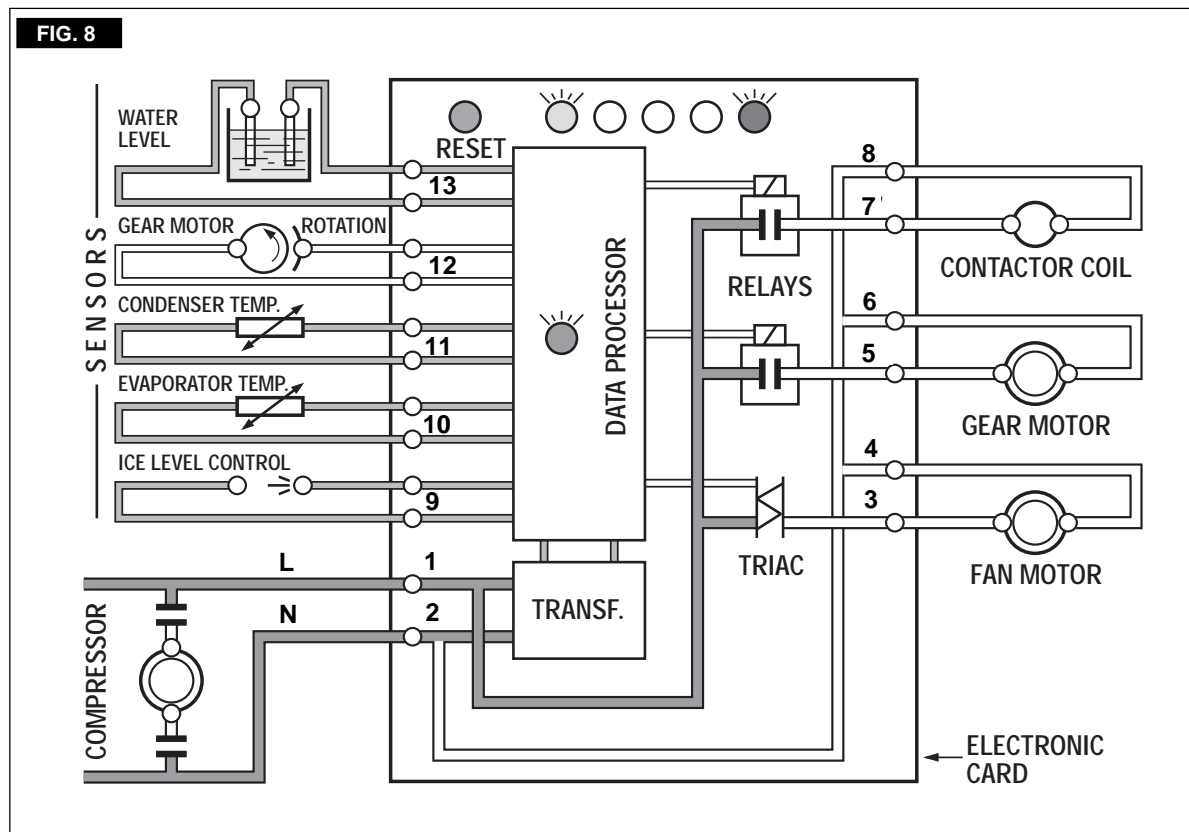 FIG. 8
WATER
LEVEL
RESET
13
GEAR MOTOR
ROTATION
12
CONDENSER TEMP.
11
EVAPORATOR TEMP.
10
ICE LEVEL CONTROL
9
SENSORS
DATA PROCESSOR
8
7
CONTACTOR COIL
RELAYS
6
5
GEAR MOTOR
4
3
TRIAC
FAN MOTOR
L
1
N
2
TRANSF.
COMPRESSOR
ELECTRONIC
CARD